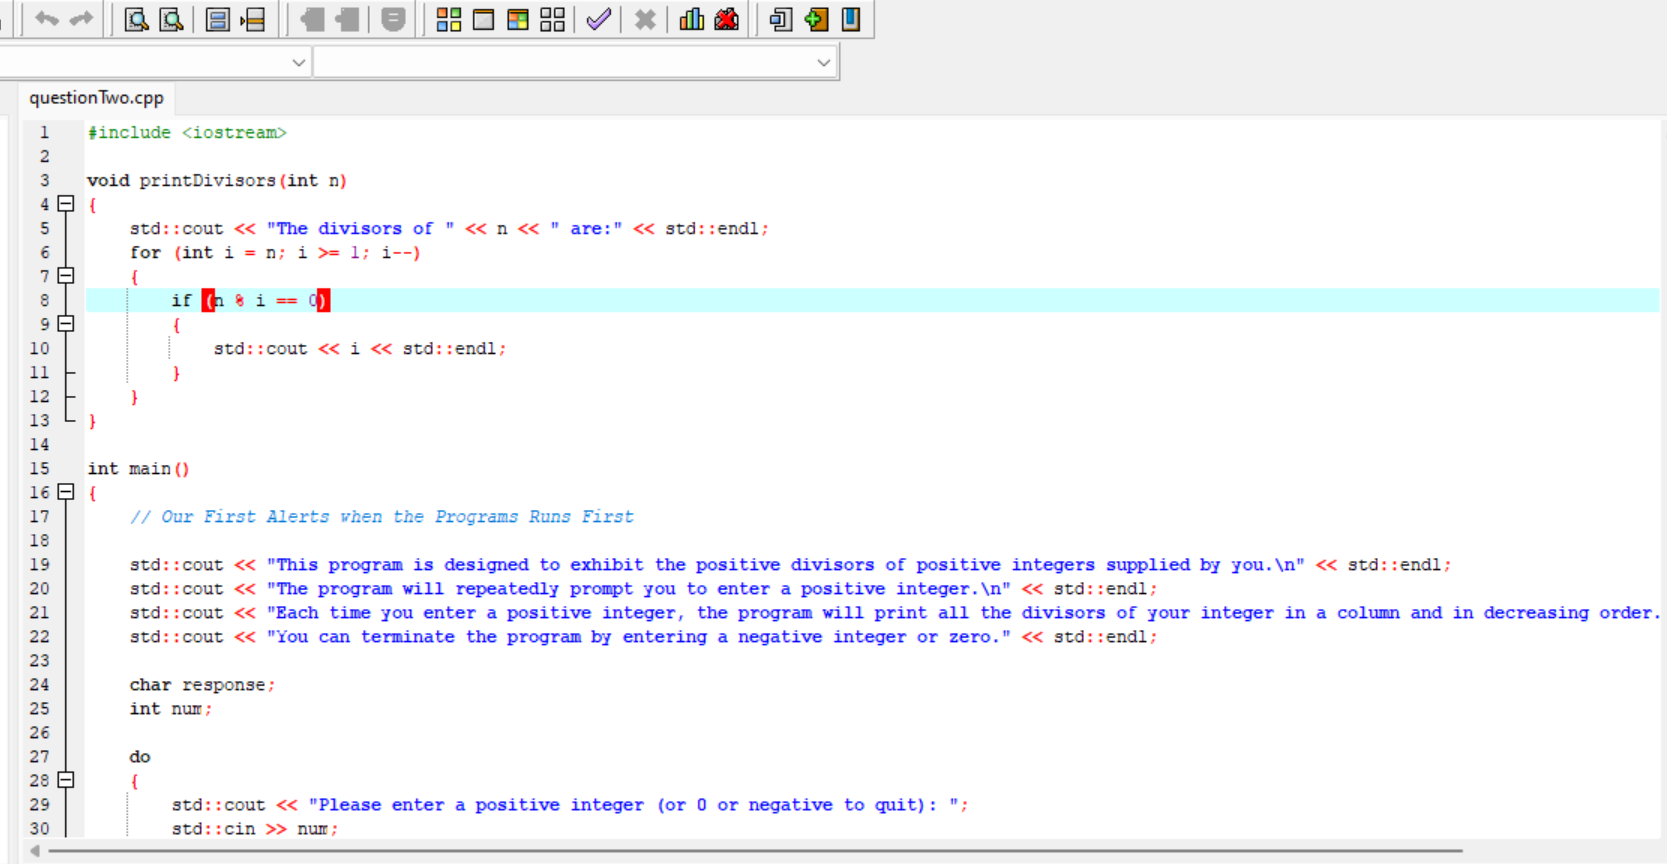 questionTwo.cpp
1 #include <iostream>
2
3 void printDivisors(int n)
4 {
5 std::cout << "The divisors of " << n << " are:" << std::endl;
6 for (int i = n; i >= 1; i--)
7 {
8 if (n % i == 0)
9 {
10 std::cout << i << std::endl;
11 }
12 }
13 }
14
15 int main()
16 {
17 // Our First Alerts when the Programs Runs First
18
19 std::cout << "This program is designed to exhibit the positive divisors of positive integers supplied by you.\n" << std::endl;
20 std::cout << "The program will repeatedly prompt you to enter a positive integer.\n" << std::endl;
21 std::cout << "Each time you enter a positive integer, the program will print all the divisors of your integer in a column and in decreasing order.
22 std::cout << "You can terminate the program by entering a negative integer or zero." << std::endl;
23
24 char response;
25 int num;
26
27 do
28 {
29 std::cout << "Please enter a positive integer (or 0 or negative to quit): ";
30 std::cin >> num;